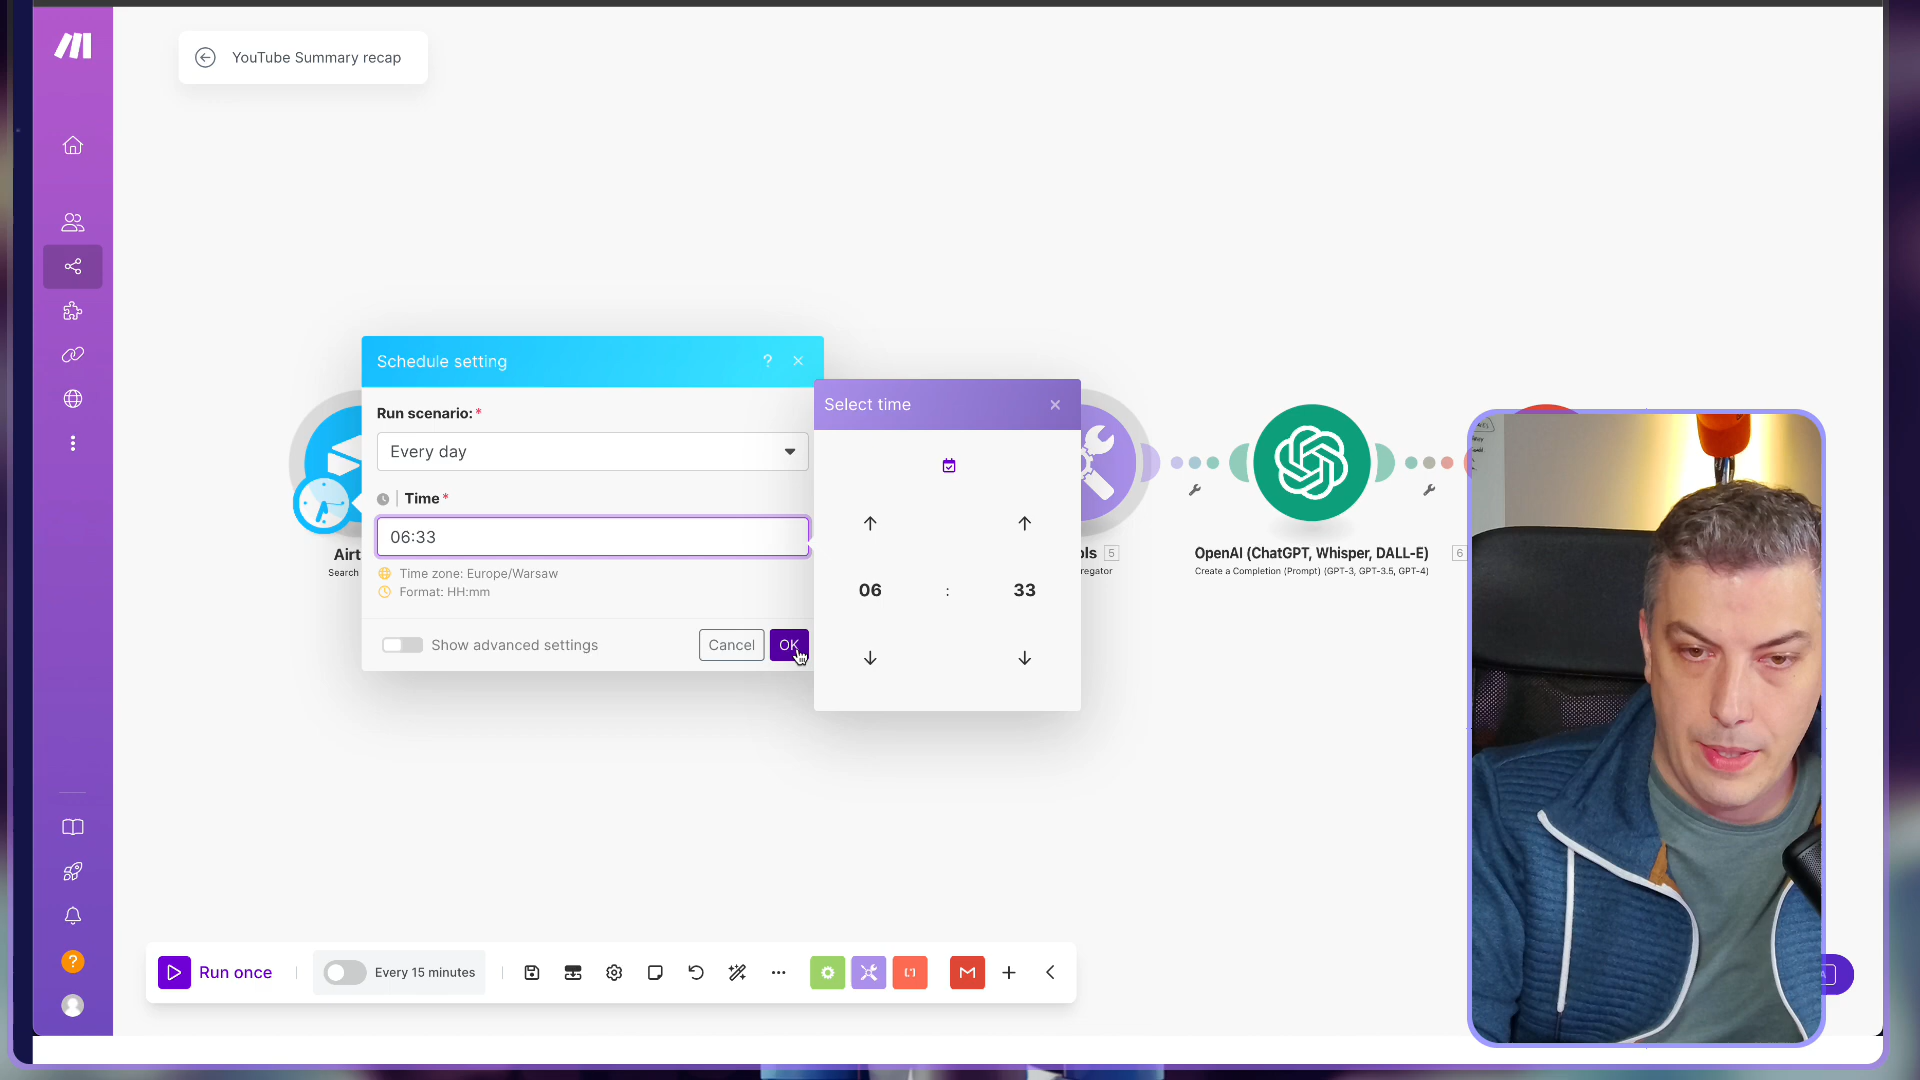 YouTube Summary recap
Schedule setting
?
Run scenario:*
Every day
Time*
06:33
Time zone: Europe/Warsaw
Format: HH:mm
Show advanced settings
Cancel
OK
Select time
06 : 33
Airt
Search
ols 5
regator
OpenAI (ChatGPT, Whisper, DALL-E) 6
Create a Completion (Prompt) (GPT-3, GPT-3.5, GPT-4)
?
Run once
Every 15 minutes